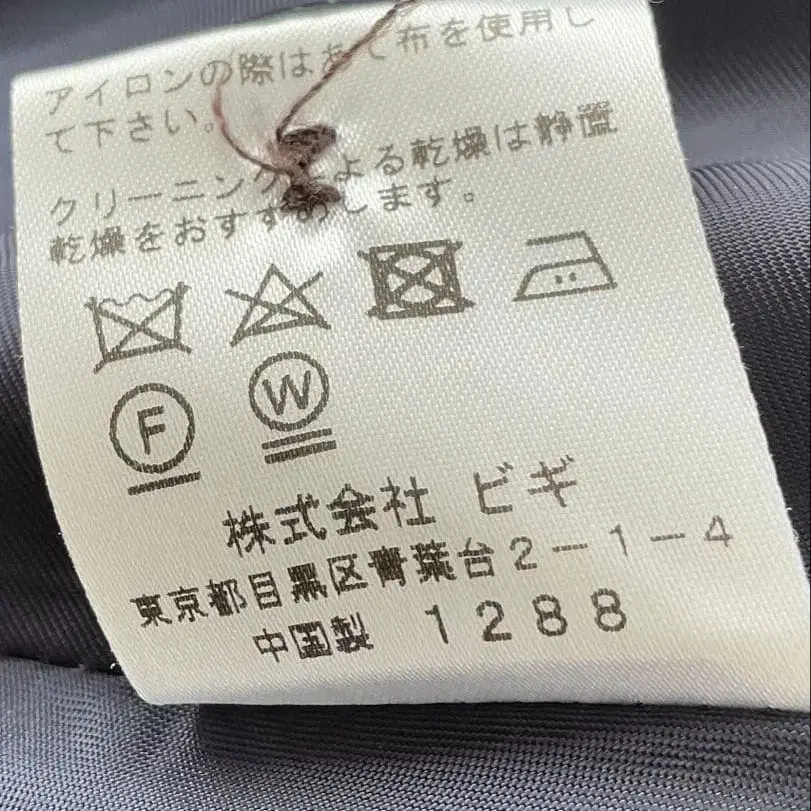 アイロンの際はあて布を使用し
て下さい。
クリーニングによる乾燥は静置
乾燥をおすすめします。
F W
株式会社 ビギ
東京都目黒区青葉台2-1-4
中国製 1288